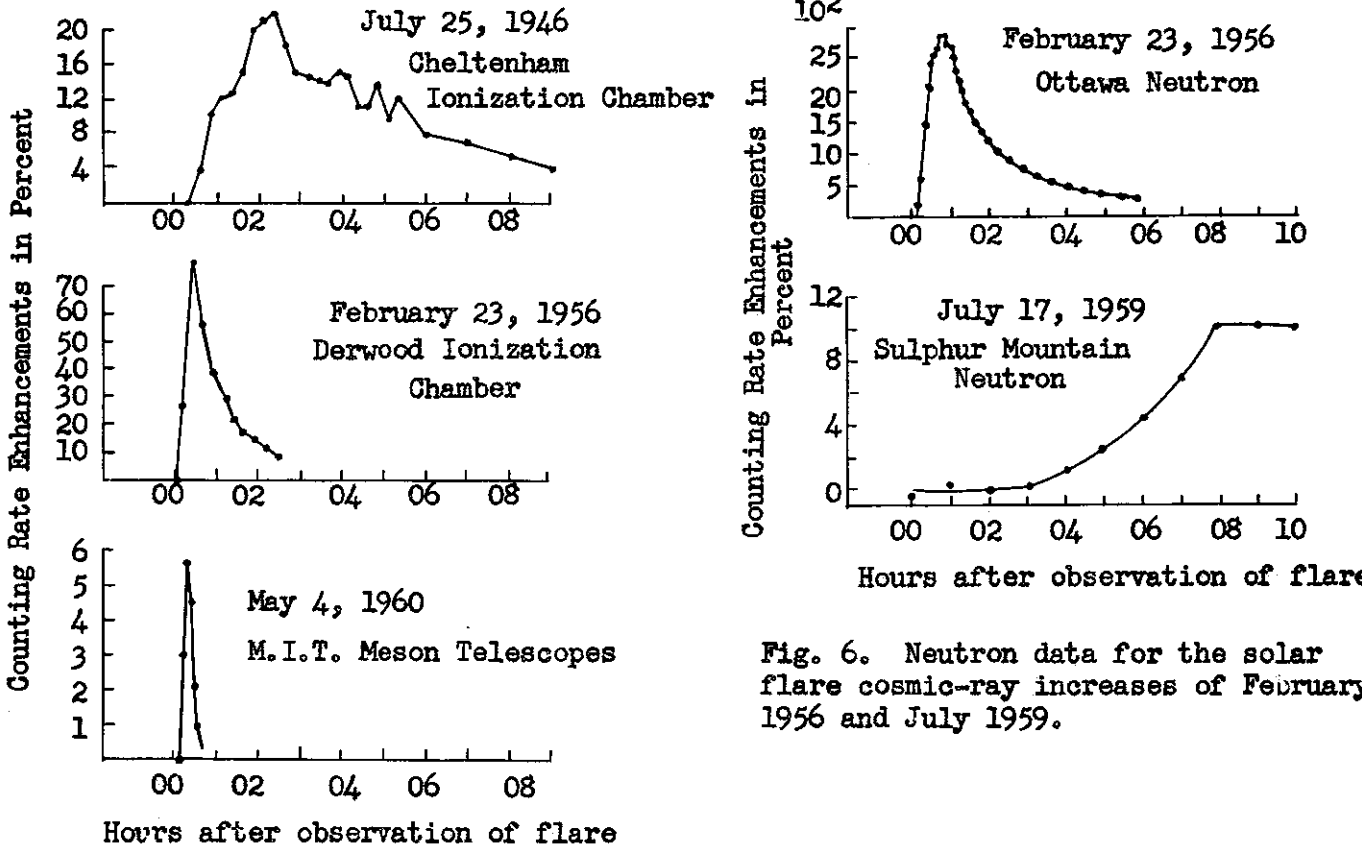 Counting Rate Enhancements in Percent
20
16
12
8
4
July 25, 1946
Cheltenham
Ionization Chamber
00 02 04 06 08
70
60
50
40
30
20
10
February 23, 1956
Derwood Ionization
Chamber
00 02 04 06 08
6
5
4
3
2
1
May 4, 1960
M.I.T. Meson Telescopes
00 02 04 06 08
Hours after observation of flare
Counting Rate Enhancements in
Percent
10²
25
20
15
10
5
February 23, 1956
Ottawa Neutron
00 02 04 06 08 10
12
8
4
0
July 17, 1959
Sulphur Mountain
Neutron
00 02 04 06 08 10
Hours after observation of flare
Fig. 6. Neutron data for the solar
flare cosmic-ray increases of February
1956 and July 1959.